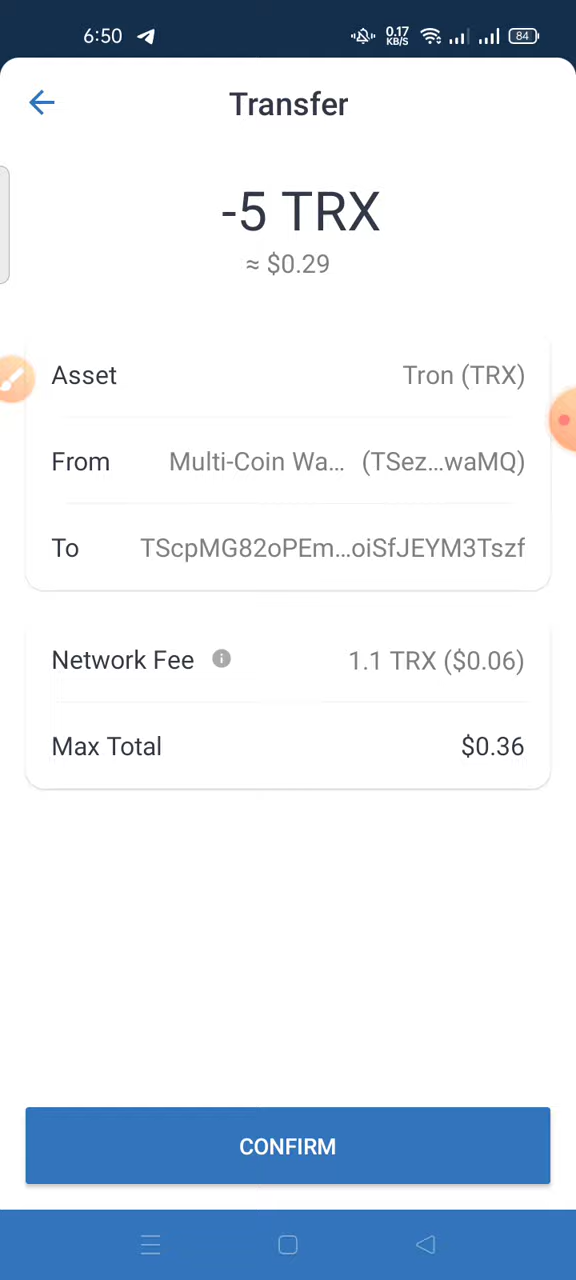 6:50 0.17 KB/S 84
Transfer
-5 TRX
≈ $0.29
Asset Tron (TRX)
From Multi-Coin Wa... (TSez...waMQ)
To TScpMG82oPEm...oiSfJEYM3Tszf
Network Fee i 1.1 TRX ($0.06)
Max Total $0.36
CONFIRM